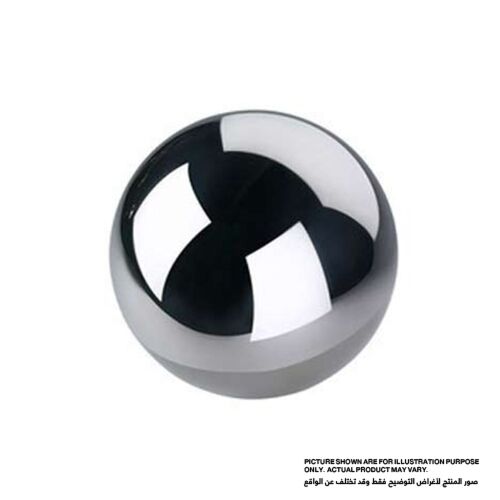 PICTURE SHOWN ARE FOR ILLUSTRATION PURPOSE
ONLY. ACTUAL PRODUCT MAY VARY.
صور المنتج لأغراض التوضيح فقط وقد تختلف عن الواقع